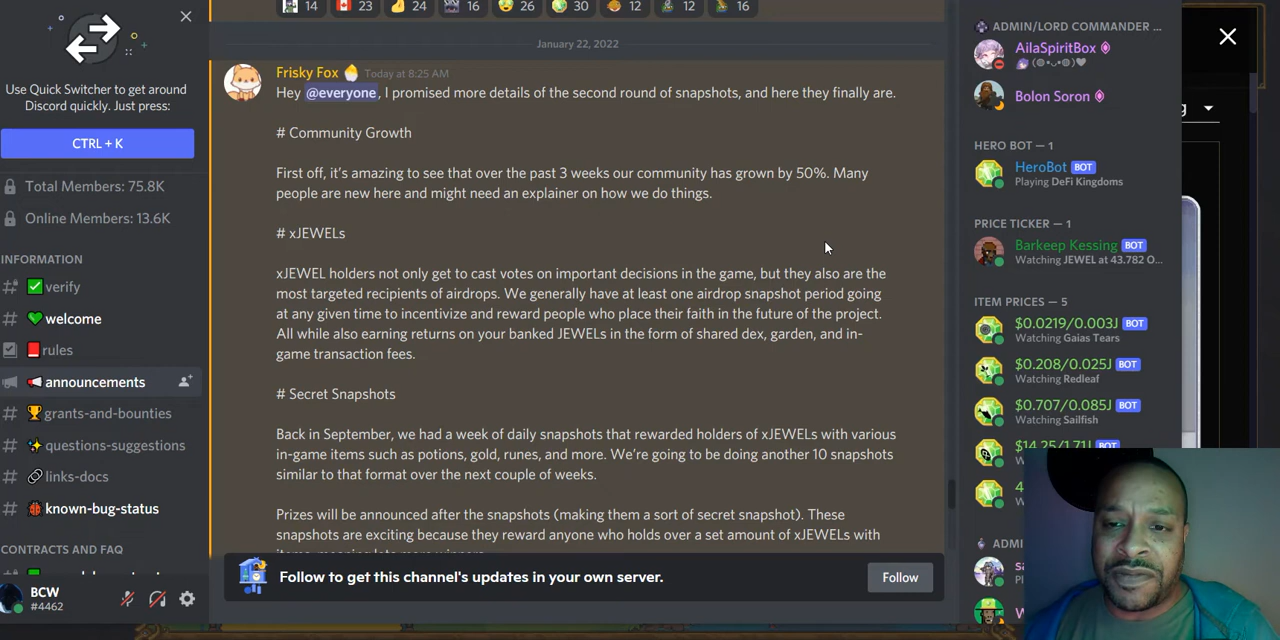 Use Quick Switcher to get around
Discord quickly. Just press:
CTRL + K
Total Members: 75.8K
Online Members: 13.6K
INFORMATION
verify
welcome
rules
announcements
grants-and-bounties
questions-suggestions
links-docs
known-bug-status
CONTRACTS AND FAQ
BCW
#4462
14 23 24 16 26 30 12 12 16
January 22, 2022
Frisky Fox Today at 8:25 AM
Hey @everyone, I promised more details of the second round of snapshots, and here they finally are.
# Community Growth
First off, it's amazing to see that over the past 3 weeks our community has grown by 50%. Many
people are new here and might need an explainer on how we do things.
# xJEWELs
xJEWEL holders not only get to cast votes on important decisions in the game, but they also are the
most targeted recipients of airdrops. We generally have at least one airdrop snapshot period going
at any given time to incentivize and reward people who place their faith in the future of the project.
All while also earning returns on your banked JEWELs in the form of shared dex, garden, and in-
game transaction fees.
# Secret Snapshots
Back in September, we had a week of daily snapshots that rewarded holders of xJEWELs with various
in-game items such as potions, gold, runes, and more. We're going to be doing another 10 snapshots
similar to that format over the next couple of weeks.
Prizes will be announced after the snapshots (making them a sort of secret snapshot). These
snapshots are exciting because they reward anyone who holds over a set amount of xJEWELs with
Follow to get this channel's updates in your own server.
Follow
ADMIN/LORD COMMANDER ...
AilaSpiritBox
Bolon Soron
HERO BOT — 1
HeroBot BOT
Playing DeFi Kingdoms
PRICE TICKER — 1
Barkeep Kessing BOT
Watching JEWEL at 43.782 O...
ITEM PRICES — 5
$0.0219/0.003J BOT
Watching Gaias Tears
$0.208/0.025J BOT
Watching Redleaf
$0.707/0.085J BOT
Watching Sailfish
$14.25/1.71J BOT
ADMI